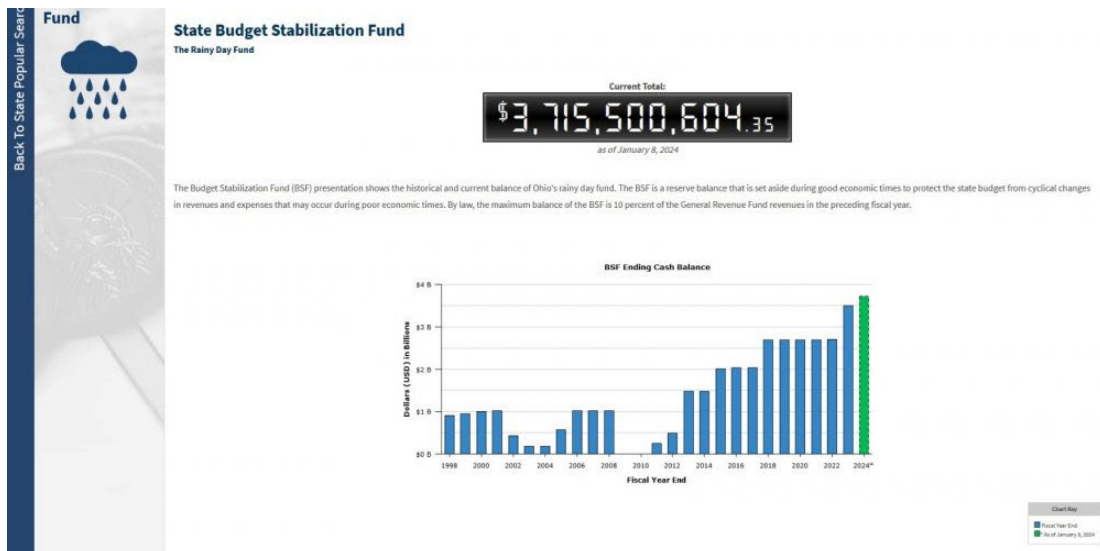 Back To State Popular Sear
Fund
State Budget Stabilization Fund
The Rainy Day Fund
Current Total:
$3,715,500,604.35
as of January 8, 2024
The Budget Stabilization Fund (BSF) presentation shows the historical and current balance of Ohio's rainy day fund. The BSF is a reserve balance that is set aside during good economic times to protect the state budget from cyclical changes
in revenues and expenses that may occur during poor economic times. By law, the maximum balance of the BSF is 10 percent of the General Revenue Fund revenues in the preceding fiscal year.
BSF Ending Cash Balance
Dollars (USD) in Billions
$4 B
$3 B
$2 B
$1 B
$0 B
1998 2000 2002 2004 2006 2008 2010 2012 2014 2016 2018 2020 2022 2024*
Fiscal Year End
Chart Key
Fiscal Year End
* As of January 8, 2024